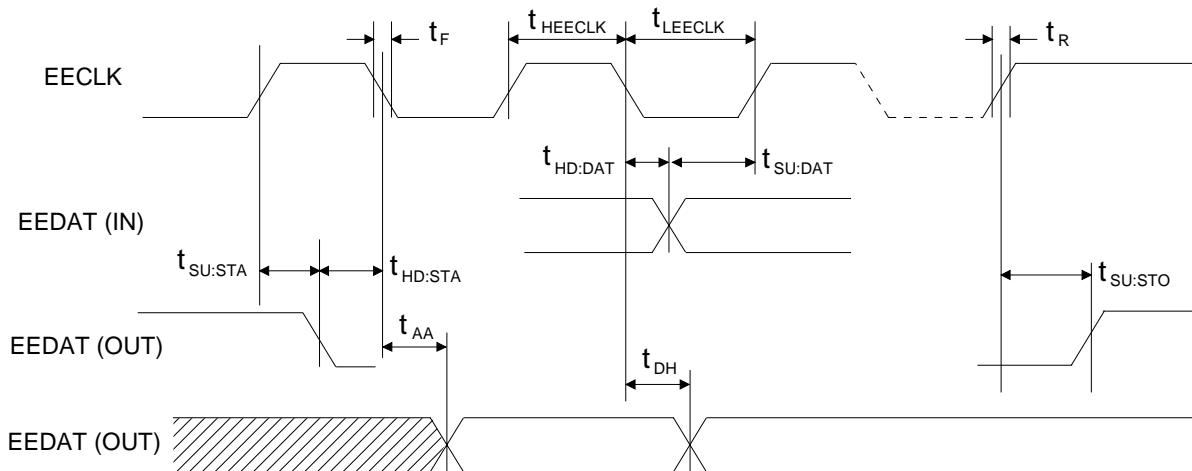 tF
tHEECLK
tLEECLK
tR
EECLK
tHD:DAT
tSU:DAT
EEDAT (IN)
tSU:STA
tHD:STA
tSU:STO
tAA
EEDAT (OUT)
tDH
EEDAT (OUT)